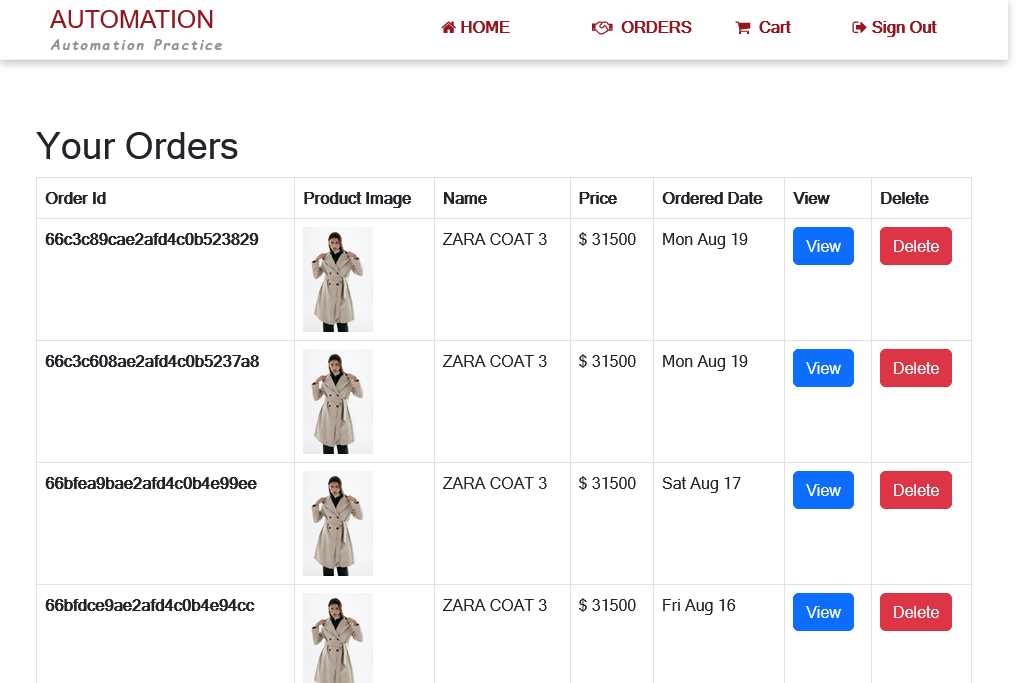 AUTOMATION
Automation Practice
HOME ORDERS Cart Sign Out
Your Orders
Order Id Product Image Name Price Ordered Date View Delete
66c3c89cae2afd4c0b523829 ZARA COAT 3 $ 31500 Mon Aug 19 View Delete
66c3c608ae2afd4c0b5237a8 ZARA COAT 3 $ 31500 Mon Aug 19 View Delete
66bfea9bae2afd4c0b4e99ee ZARA COAT 3 $ 31500 Sat Aug 17 View Delete
66bfdce9ae2afd4c0b4e94cc ZARA COAT 3 $ 31500 Fri Aug 16 View Delete